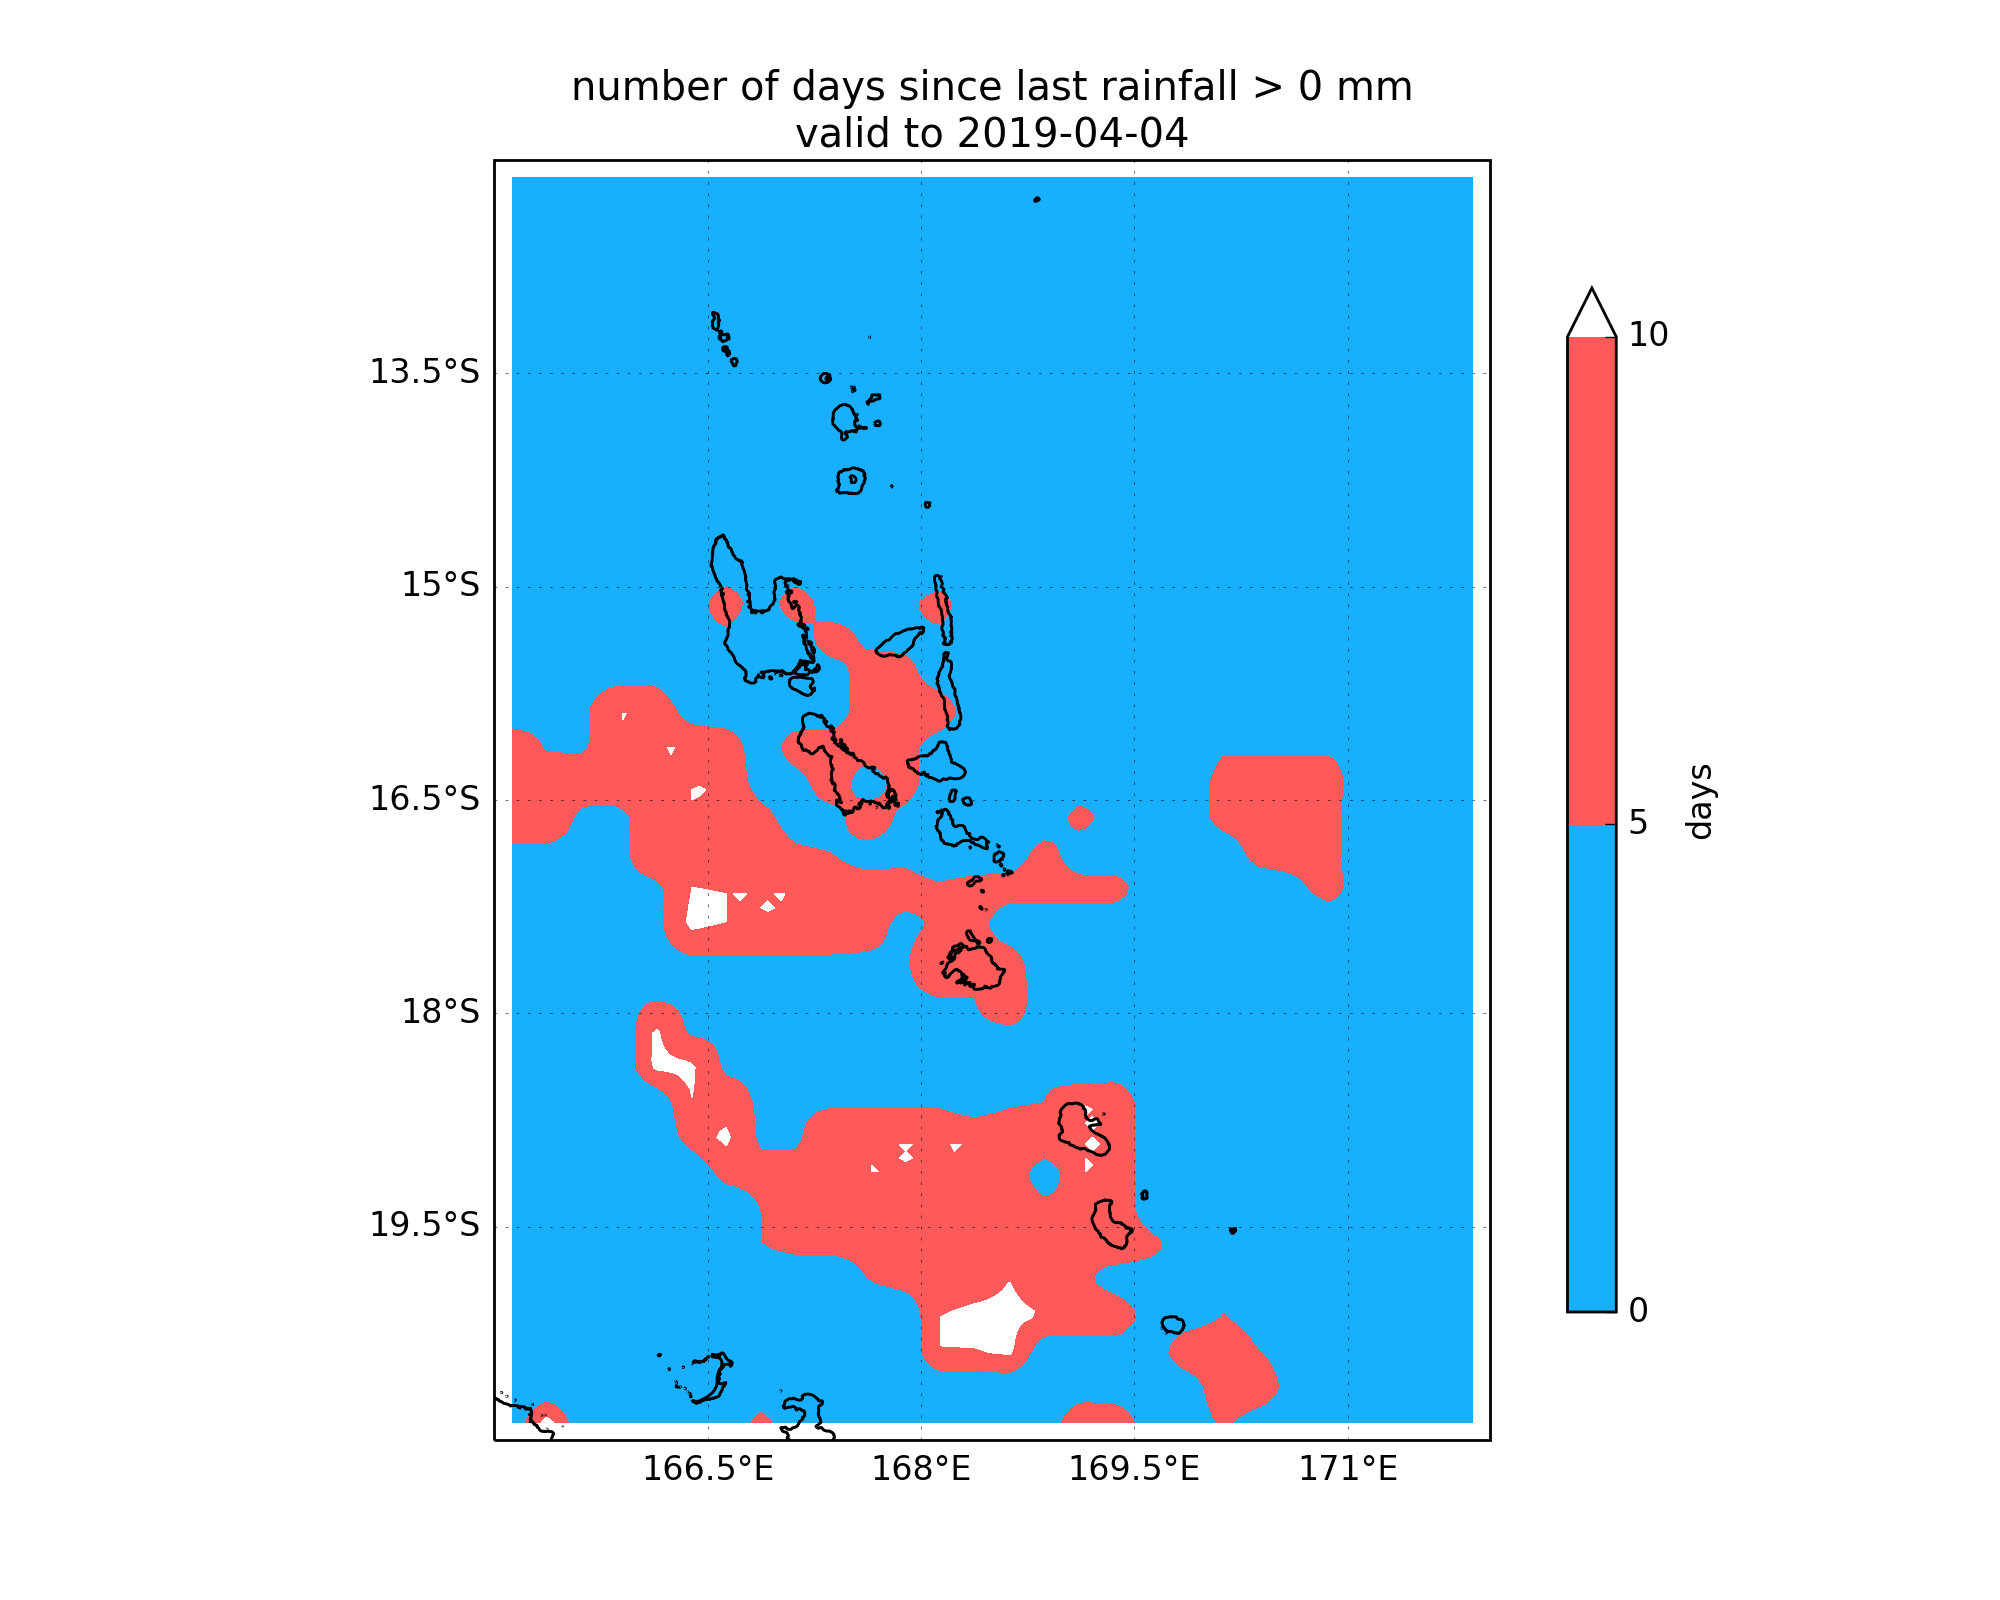 number of days since last rainfall > 0 mm
valid to 2019-04-04
13.5°S
15°S
16.5°S
18°S
19.5°S
166.5°E
168°E
169.5°E
171°E
10
5
0
days